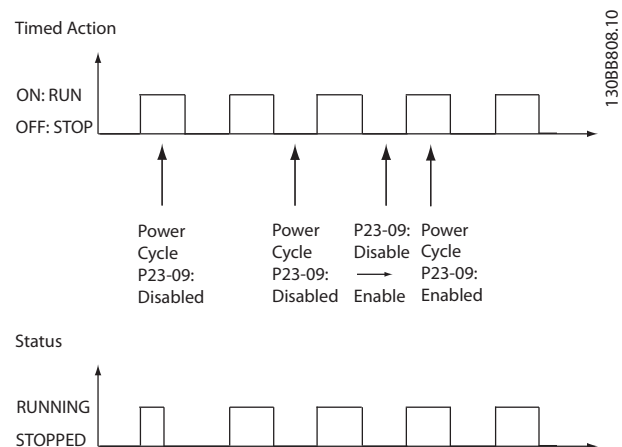 Timed Action
130BB808.10
ON: RUN
OFF: STOP
Power
Cycle
P23-09:
Disabled
Power
Cycle
P23-09:
Disabled
P23-09:
Disable
Enable
Power
Cycle
P23-09:
Enabled
Status
RUNNING
STOPPED